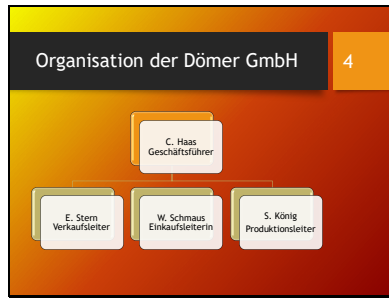 Organisation der Dömer GmbH
4
C. Haas
Geschäftsführer
E. Stern
Verkaufsleiter
W. Schmaus
Einkaufsleiterin
S. König
Produktionsleiter